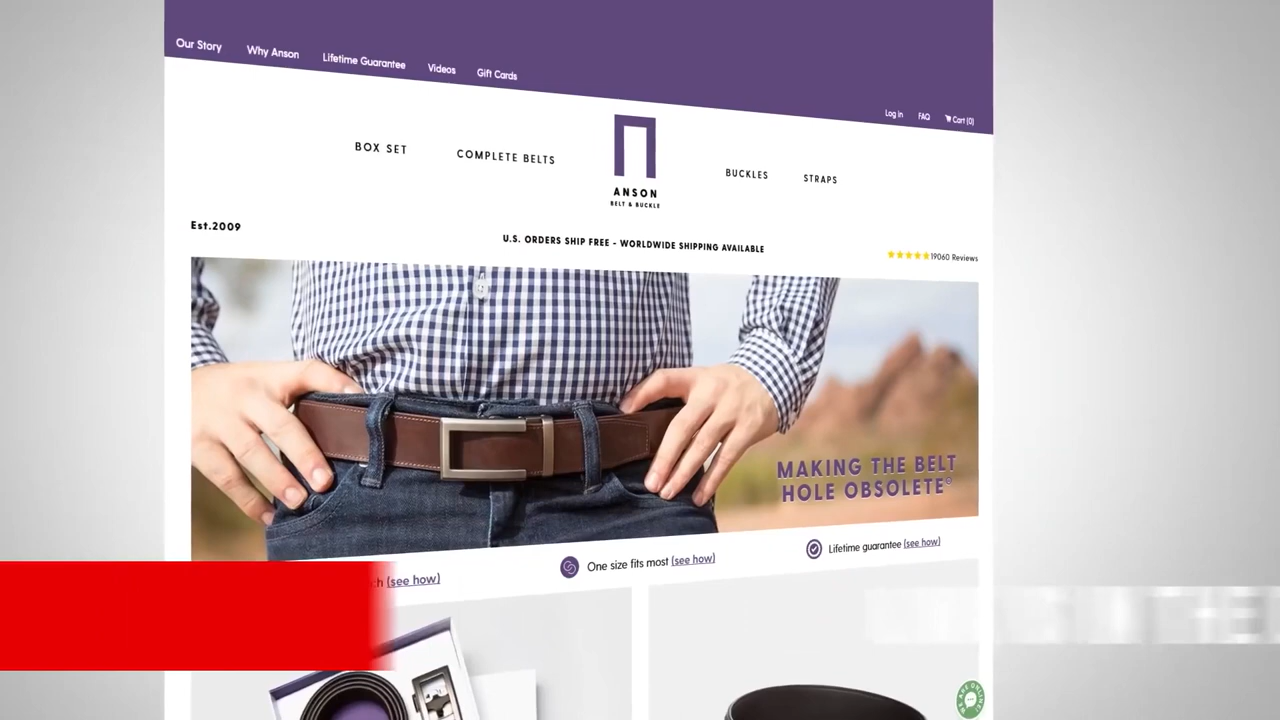 Our Story
Why Anson
Lifetime Guarantee
Videos
Gift Cards
Log in
FAQ
Cart (0)
BOX SET
COMPLETE BELTS
ANSON
BELT & BUCKLE
BUCKLES
STRAPS
Est.2009
U.S. ORDERS SHIP FREE - WORLDWIDE SHIPPING AVAILABLE
19060 Reviews
MAKING THE BELT
HOLE OBSOLETE®
(see how)
One size fits most (see how)
Lifetime guarantee (see how)